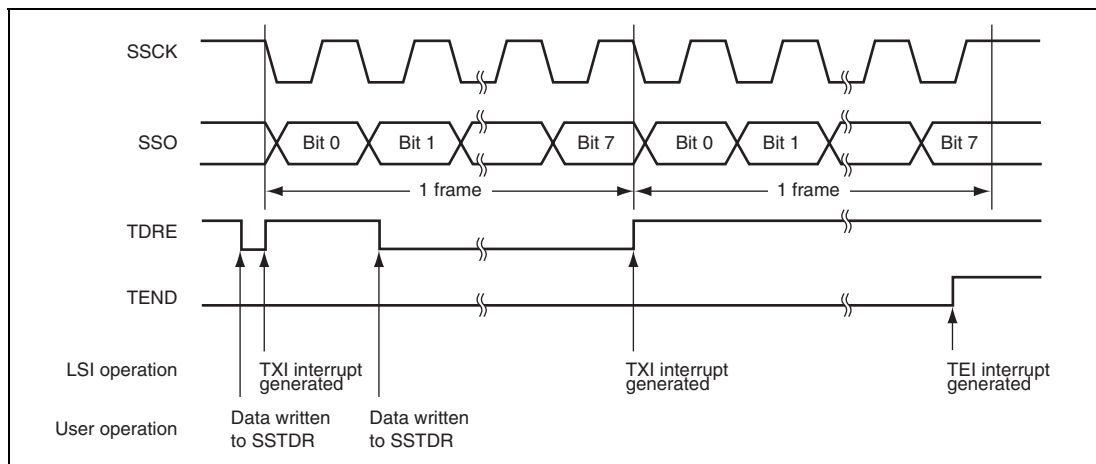 SSCK
SSO
Bit 0
Bit 1
Bit 7
Bit 0
Bit 1
Bit 7
1 frame
1 frame
TDRE
TEND
LSI operation
TXI interrupt
generated
TXI interrupt
generated
TEI interrupt
generated
User operation
Data written
to SSTDR
Data written
to SSTDR